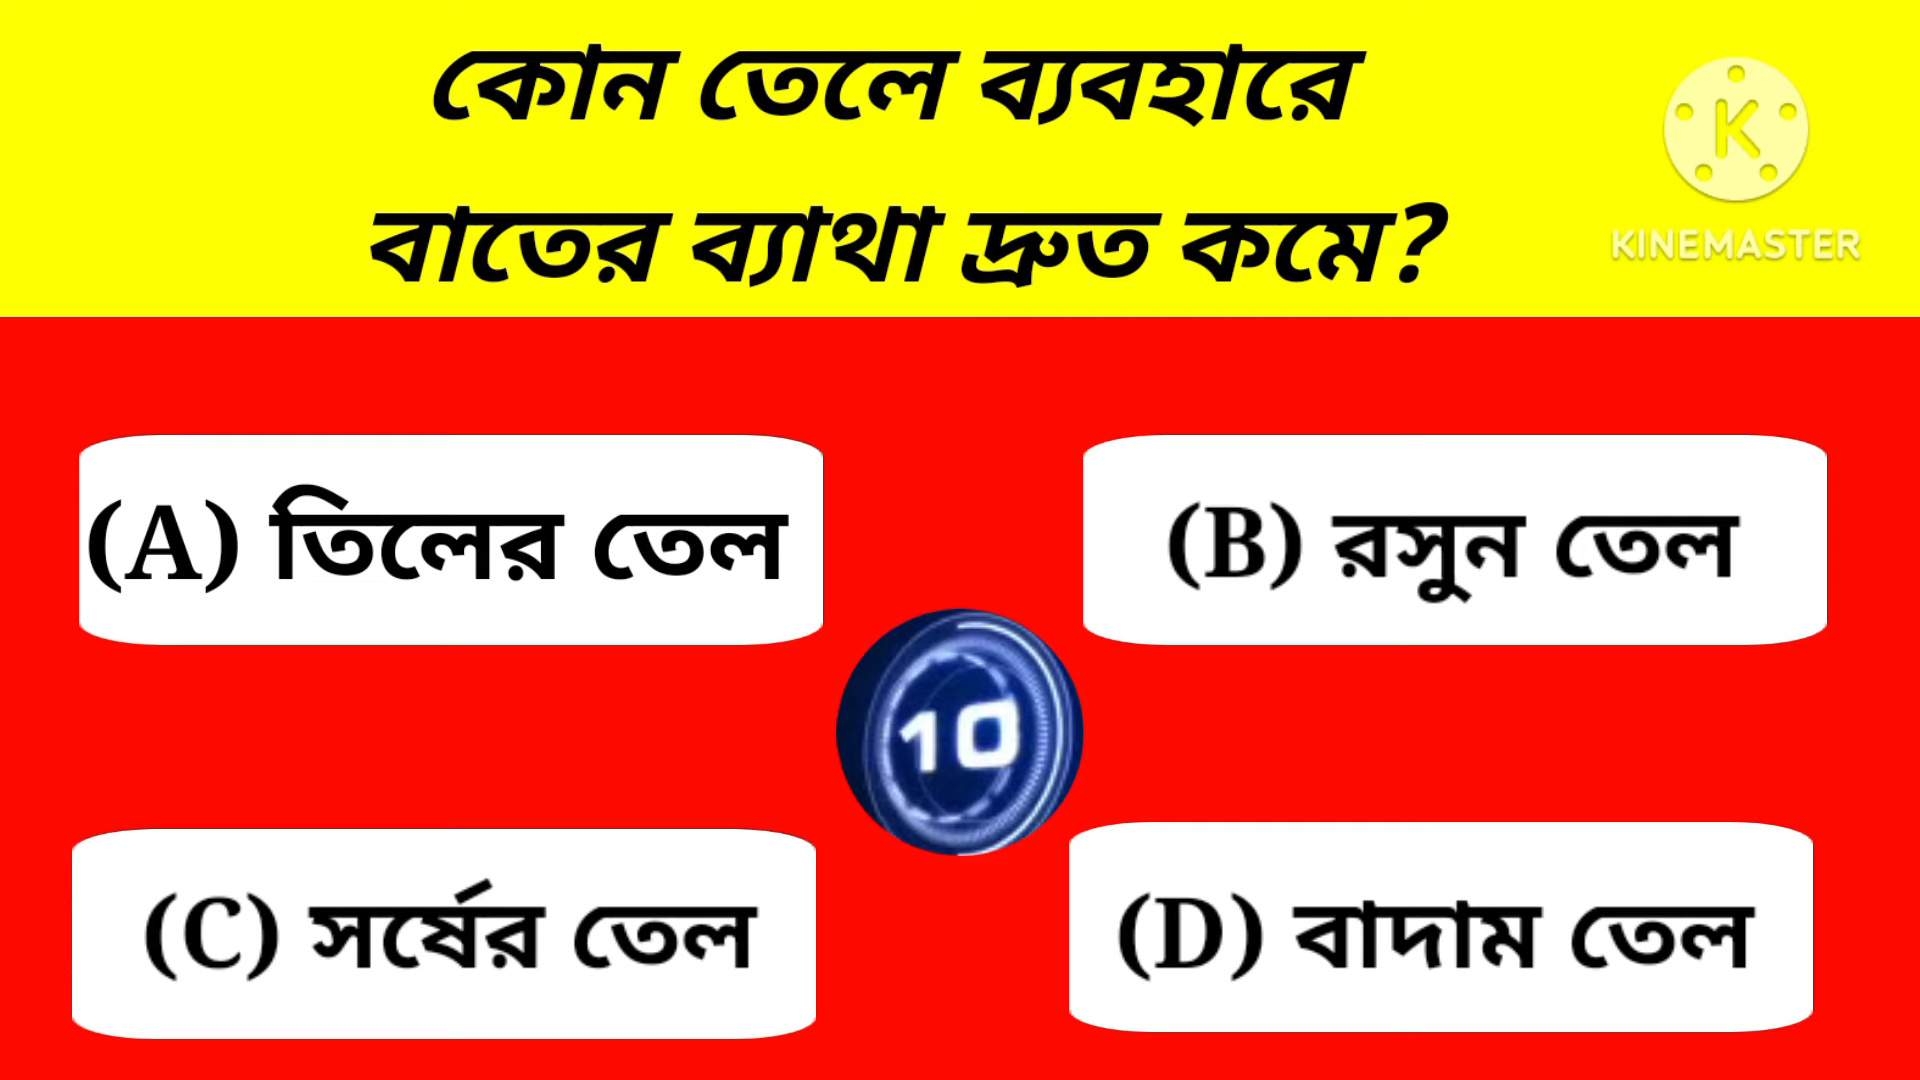 কোন তেলে ব্যবহারে
বাতের ব্যাথা দ্রুত কমে?
K
KINEMASTER
(A) তিলের তেল
(B) রসুন তেল
10
(C) সর্ষের তেল
(D) বাদাম তেল